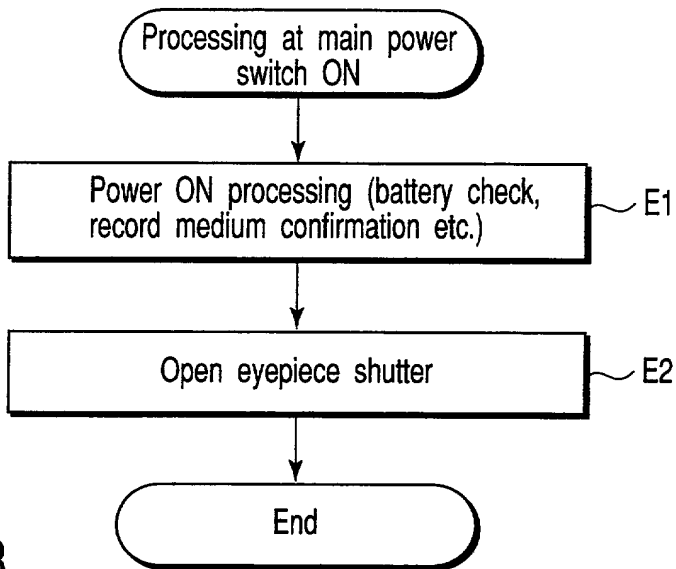 Processing at main power
switch ON
Power ON processing (battery check,
record medium confirmation etc.)
E1
Open eyepiece shutter
E2
End